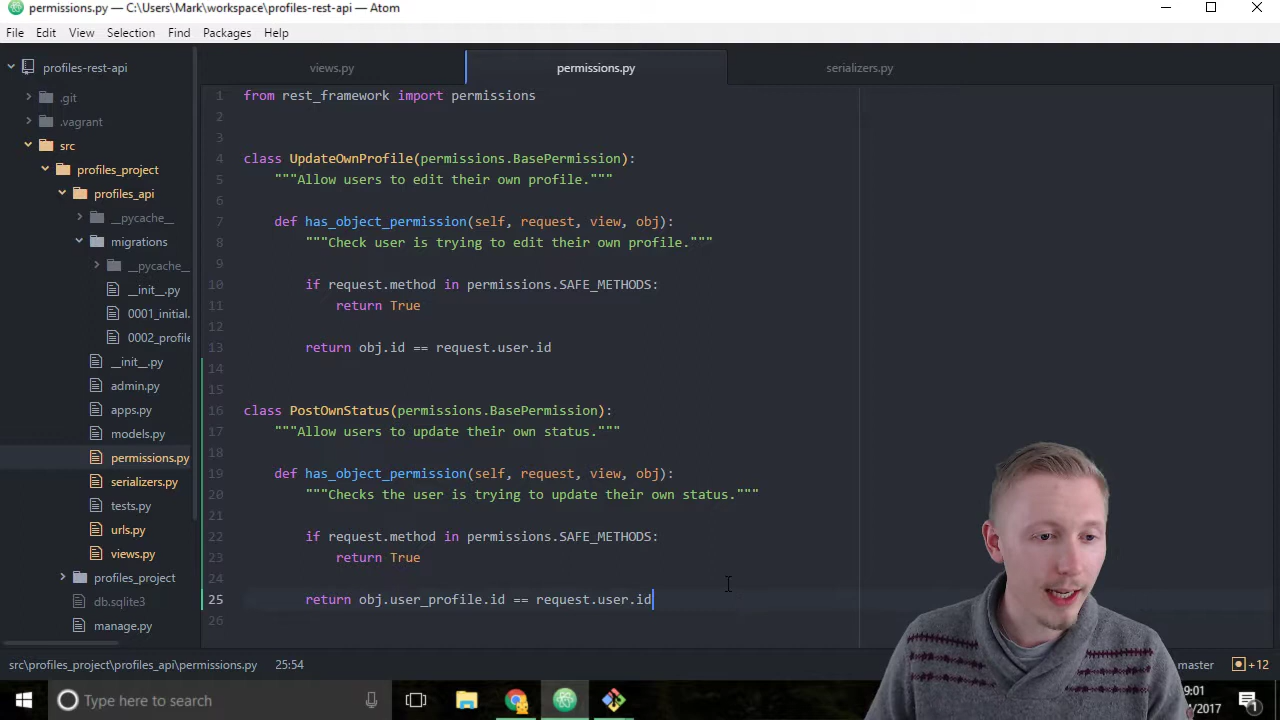 permissions.py — C:\Users\Mark\workspace\profiles-rest-api — Atom
File Edit View Selection Find Packages Help
profiles-rest-api
.git
.vagrant
src
profiles_project
profiles_api
__pycache__
migrations
__pycache__
__init__.py
0001_initial.
0002_profile
__init__.py
admin.py
apps.py
models.py
permissions.py
serializers.py
tests.py
urls.py
views.py
profiles_project
db.sqlite3
manage.py
views.py permissions.py serializers.py
1 from rest_framework import permissions
2
3
4 class UpdateOwnProfile(permissions.BasePermission):
5 """Allow users to edit their own profile."""
6
7 def has_object_permission(self, request, view, obj):
8 """Check user is trying to edit their own profile."""
9
10 if request.method in permissions.SAFE_METHODS:
11 return True
12
13 return obj.id == request.user.id
14
15
16 class PostOwnStatus(permissions.BasePermission):
17 """Allow users to update their own status."""
18
19 def has_object_permission(self, request, view, obj):
20 """Checks the user is trying to update their own status."""
21
22 if request.method in permissions.SAFE_METHODS:
23 return True
24
25 return obj.user_profile.id == request.user.id
26
src\profiles_project\profiles_api\permissions.py 25:54 master +12
Type here to search
1